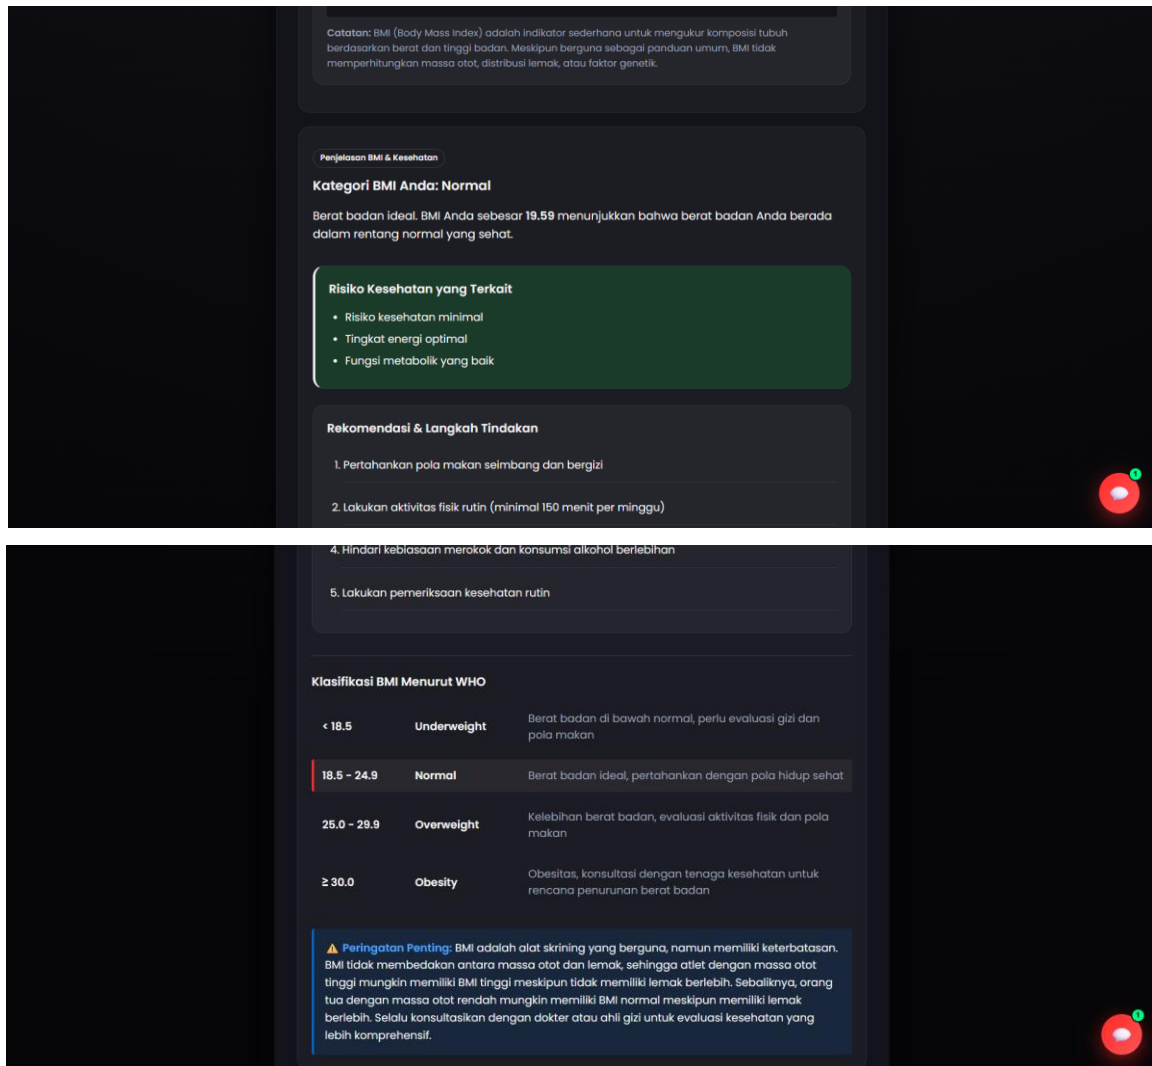 Catatan: BMI (Body Mass Index) adalah indikator sederhana untuk mengukur komposisi tubuh
berdasarkan berat dan tinggi badan. Meskipun berguna sebagai panduan umum, BMI tidak
memperhitungkan massa otot, distribusi lemak, atau faktor genetik.
Penjelasan BMI & Kesehatan
Kategori BMI Anda: Normal
Berat badan ideal. BMI Anda sebesar 19.59 menunjukkan bahwa berat badan Anda berada
dalam rentang normal yang sehat.
Risiko Kesehatan yang Terkait
• Risiko kesehatan minimal
• Tingkat energi optimal
• Fungsi metabolik yang baik
Rekomendasi & Langkah Tindakan
1. Pertahankan pola makan seimbang dan bergizi
2. Lakukan aktivitas fisik rutin (minimal 150 menit per minggu)
1
4. Hindari kebiasaan merokok dan konsumsi alkohol berlebihan
5. Lakukan pemeriksaan kesehatan rutin
Klasifikasi BMI Menurut WHO
< 18.5 Underweight Berat badan di bawah normal, perlu evaluasi gizi dan
pola makan
18.5 - 24.9 Normal Berat badan ideal, pertahankan dengan pola hidup sehat
25.0 - 29.9 Overweight Kelebihan berat badan, evaluasi aktivitas fisik dan pola
makan
≥ 30.0 Obesity Obesitas, konsultasi dengan tenaga kesehatan untuk
rencana penurunan berat badan
⚠️ Peringatan Penting: BMI adalah alat skrining yang berguna, namun memiliki keterbatasan.
BMI tidak membedakan antara massa otot dan lemak, sehingga atlet dengan massa otot
tinggi mungkin memiliki BMI tinggi meskipun tidak memiliki lemak berlebih. Sebaliknya, orang
tua dengan massa otot rendah mungkin memiliki BMI normal meskipun memiliki lemak
berlebih. Selalu konsultasikan dengan dokter atau ahli gizi untuk evaluasi kesehatan yang
lebih komprehensif.
1